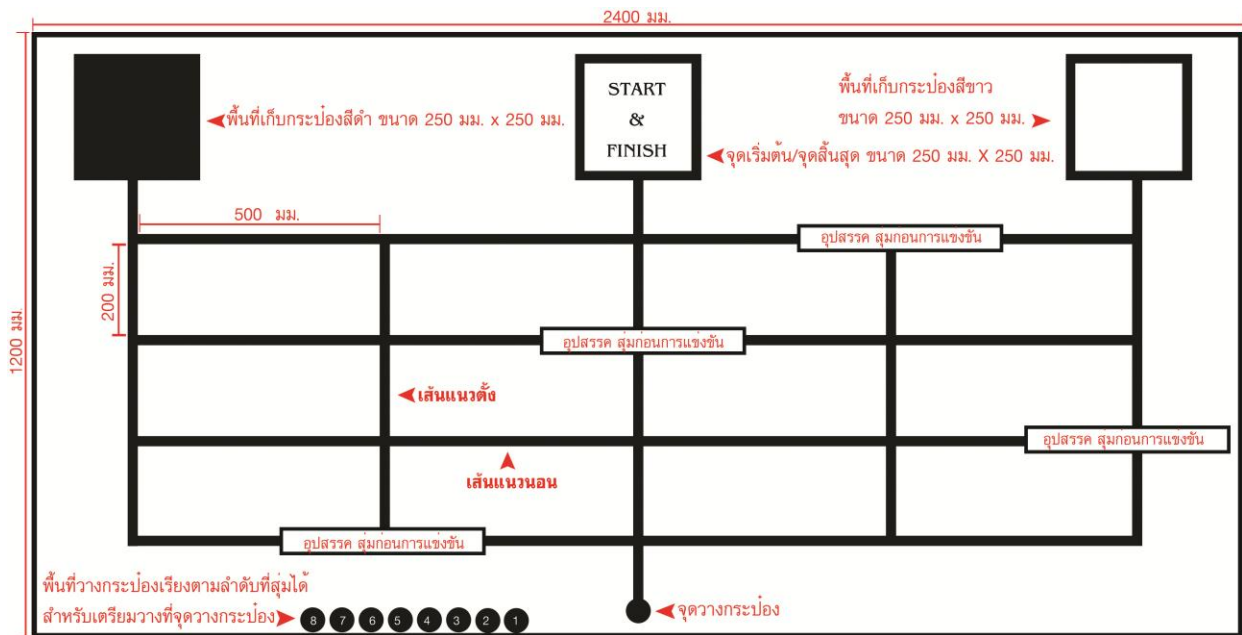 2400 มม.
1200 มม.
START
&
FINISH
พื้นที่เก็บกระป๋องสีดำ ขนาด 250 มม. x 250 มม.
พื้นที่เก็บกระป๋องสีขาว
ขนาด 250 มม. x 250 มม.
จุดเริ่มต้น/จุดสิ้นสุด ขนาด 250 มม. X 250 มม.
500 มม.
200 มม.
อุปสรรค สุ่มก่อนการแข่งขัน
อุปสรรค สุ่มก่อนการแข่งขัน
เส้นแนวตั้ง
อุปสรรค สุ่มก่อนการแข่งขัน
เส้นแนวนอน
อุปสรรค สุ่มก่อนการแข่งขัน
พื้นที่วางกระป๋องเรียงตามลำดับที่สุ่มได้
สำหรับเตรียมวางที่จุดวางกระป๋อง
8 7 6 5 4 3 2 1
จุดวางกระป๋อง